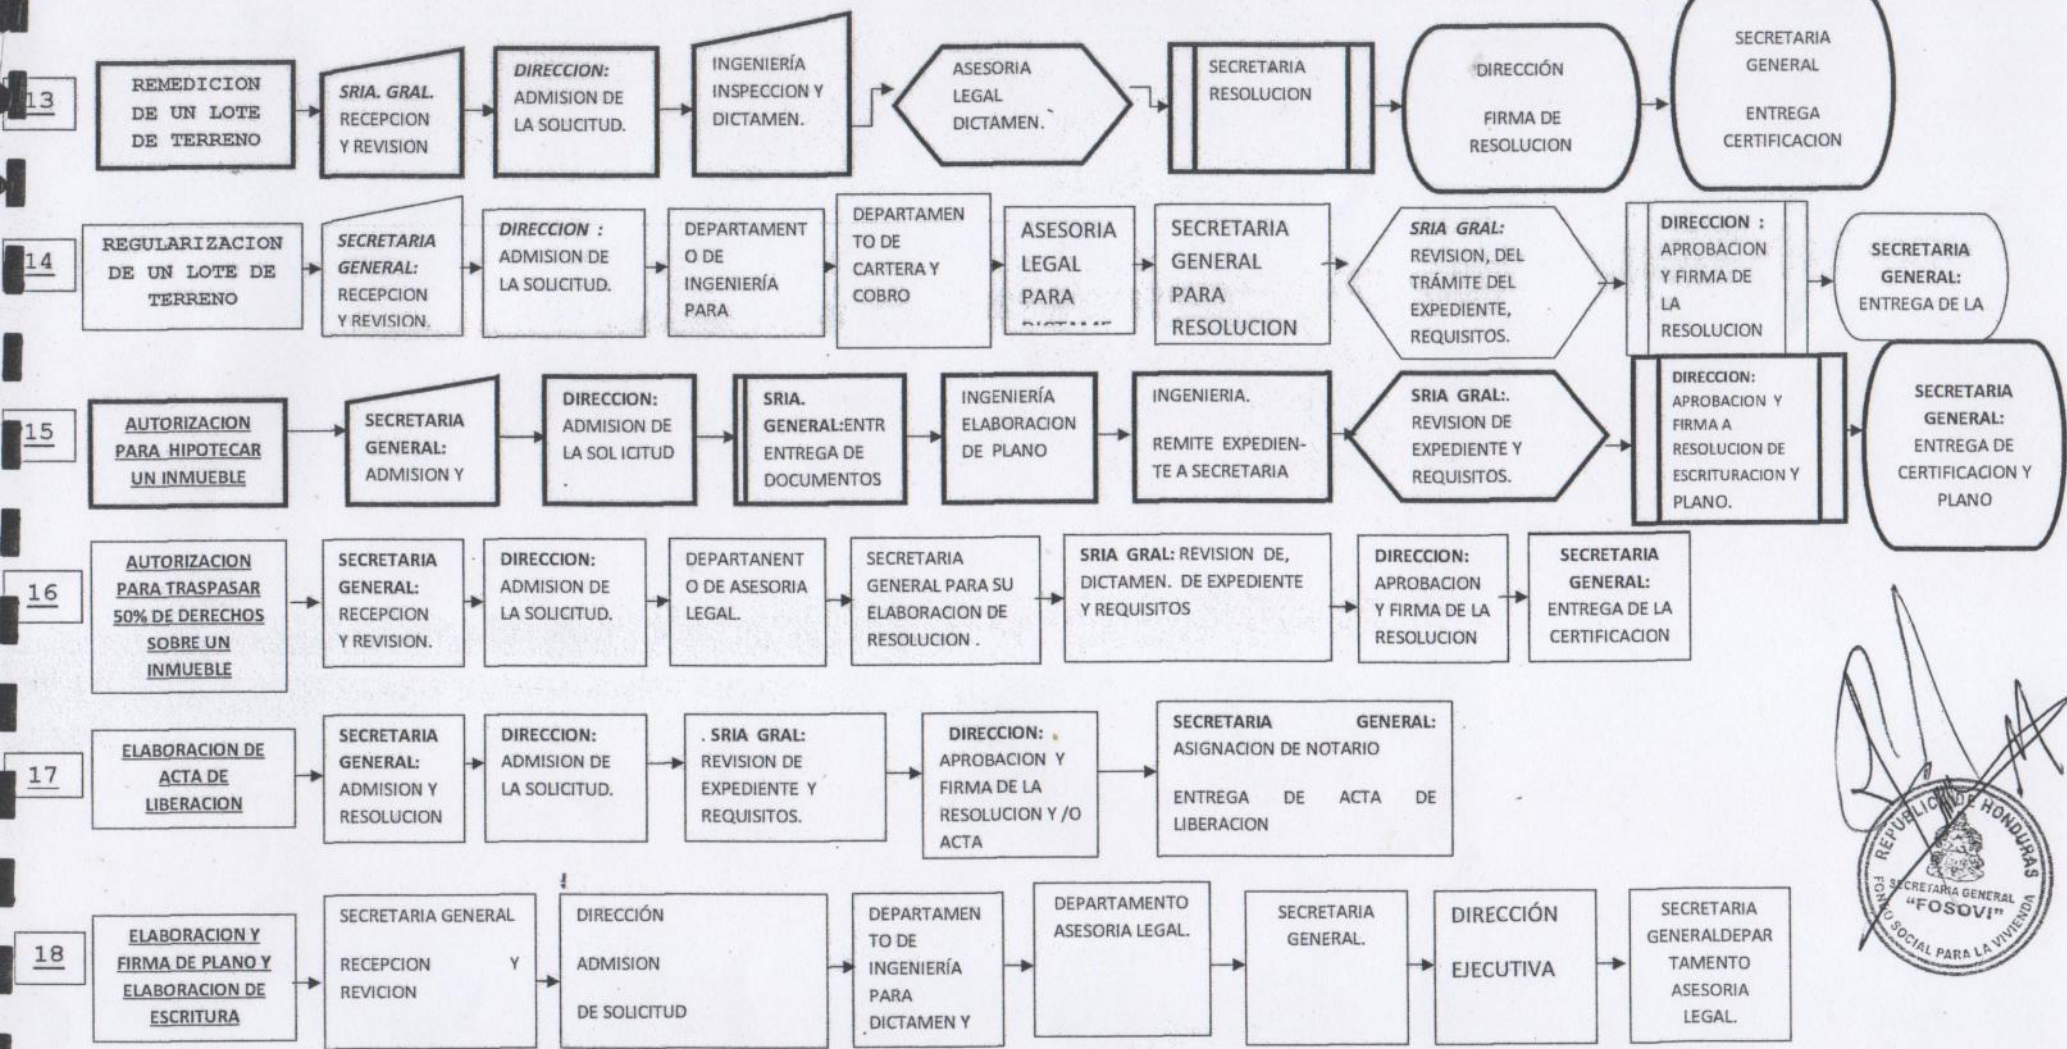 13
REMEDICION
DE UN LOTE
DE TERRENO
SRIA. GRAL.
RECEPCION
Y REVISION
DIRECCION:
ADMISION DE
LA SOLICITUD.
INGENIERÍA
INSPECCION Y
DICTAMEN.
ASESORIA
LEGAL
DICTAMEN.
SECRETARIA
RESOLUCION
DIRECCIÓN
FIRMA DE
RESOLUCION
SECRETARIA
GENERAL
ENTREGA
CERTIFICACION
14
REGULARIZACION
DE UN LOTE DE
TERRENO
SECRETARIA
GENERAL:
RECEPCION
Y REVISION.
DIRECCION :
ADMISION DE
LA SOLICITUD.
DEPARTAMENT
O DE
INGENIERÍA
PARA
DEPARTAMEN
TO DE
CARTERA Y
COBRO
ASESORIA
LEGAL
PARA
SECRETARIA
GENERAL
PARA
RESOLUCION
SRIA GRAL:
REVISION, DEL
TRÁMITE DEL
EXPEDIENTE,
REQUISITOS.
DIRECCION :
APROBACION
Y FIRMA DE
LA
RESOLUCION
SECRETARIA
GENERAL:
ENTREGA DE LA
15
AUTORIZACION
PARA HIPOTECAR
UN INMUEBLE
SECRETARIA
GENERAL:
ADMISION Y
DIRECCION:
ADMISION DE
LA SOL ICITUD
SRIA.
GENERAL:ENTR
ENTREGA DE
DOCUMENTOS
INGENIERÍA
ELABORACION
DE PLANO
INGENIERIA.
REMITE EXPEDIEN-
TE A SECRETARIA
SRIA GRAL:.
REVISION DE
EXPEDIENTE Y
REQUISITOS.
DIRECCION:
APROBACION Y
FIRMA A
RESOLUCION DE
ESCRITURACION Y
PLANO.
SECRETARIA
GENERAL:
ENTREGA DE
CERTIFICACION Y
PLANO
16
AUTORIZACION
PARA TRASPASAR
50% DE DERECHOS
SOBRE UN
INMUEBLE
SECRETARIA
GENERAL:
RECEPCION
Y REVISION.
DIRECCION:
ADMISION DE
LA SOLICITUD.
DEPARTANENT
O DE ASESORIA
LEGAL.
SECRETARIA
GENERAL PARA SU
ELABORACION DE
RESOLUCION .
SRIA GRAL: REVISION DE,
DICTAMEN. DE EXPEDIENTE
Y REQUISITOS
DIRECCION:
APROBACION
Y FIRMA DE LA
RESOLUCION
SECRETARIA
GENERAL:
ENTREGA DE LA
CERTIFICACION
17
ELABORACION DE
ACTA DE
LIBERACION
SECRETARIA
GENERAL:
ADMISION Y
RESOLUCION
DIRECCION:
ADMISION DE
LA SOLICITUD.
. SRIA GRAL:
REVISION DE
EXPEDIENTE Y
REQUISITOS.
DIRECCION:
APROBACION Y
FIRMA DE LA
RESOLUCION Y /O
ACTA
SECRETARIA GENERAL:
ASIGNACION DE NOTARIO
ENTREGA DE ACTA DE
LIBERACION
18
ELABORACION Y
FIRMA DE PLANO Y
ELABORACION DE
ESCRITURA
SECRETARIA GENERAL
RECEPCION Y
REVICION
DIRECCIÓN
ADMISION
DE SOLICITUD
DEPARTAMEN
TO DE
INGENIERÍA
PARA
DICTAMEN Y
DEPARTAMENTO
ASESORIA LEGAL.
SECRETARIA
GENERAL.
DIRECCIÓN
EJECUTIVA
SECRETARIA
GENERALDEPAR
TAMENTO
ASESORIA
LEGAL.
REPUBLICA DE HONDURAS
SECRETARIA GENERAL
"FOSOVI"
FONDO SOCIAL PARA LA VIVIENDA